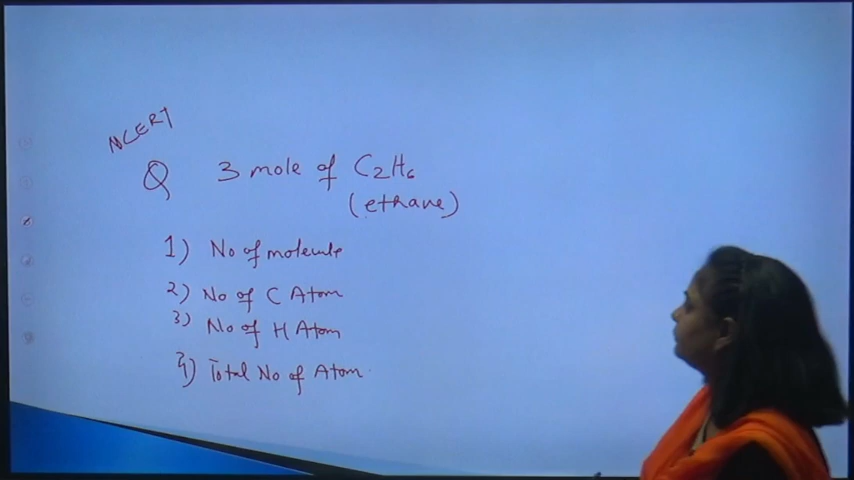 NCERT
Q 3 mole of C₂H₆
(ethane)
1) No of molecule
2) No of C Atom
3) No of H Atom
4) Total No of Atom